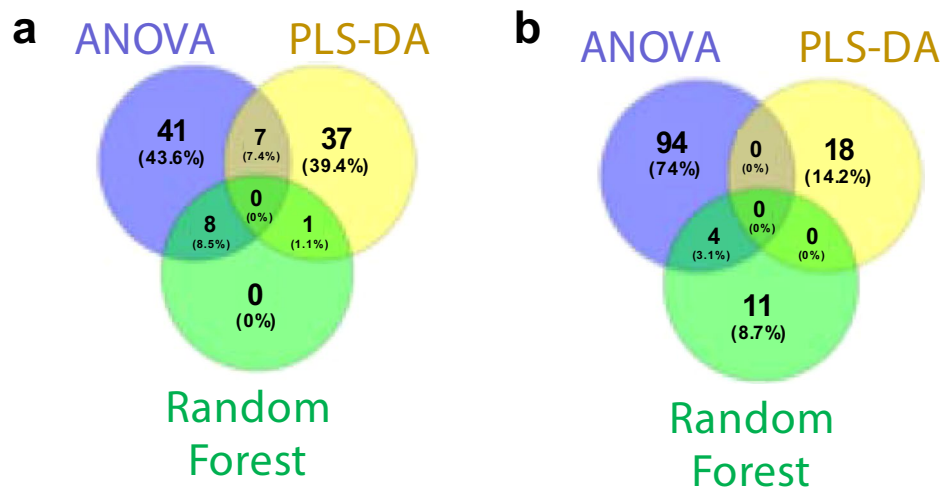 a
ANOVA
PLS-DA
41
(43.6%)
7
(7.4%)
37
(39.4%)
0
(0%)
8
(8.5%)
1
(1.1%)
0
(0%)
Random
Forest
b
ANOVA
PLS-DA
94
(74%)
0
(0%)
18
(14.2%)
0
(0%)
4
(3.1%)
0
(0%)
11
(8.7%)
Random
Forest